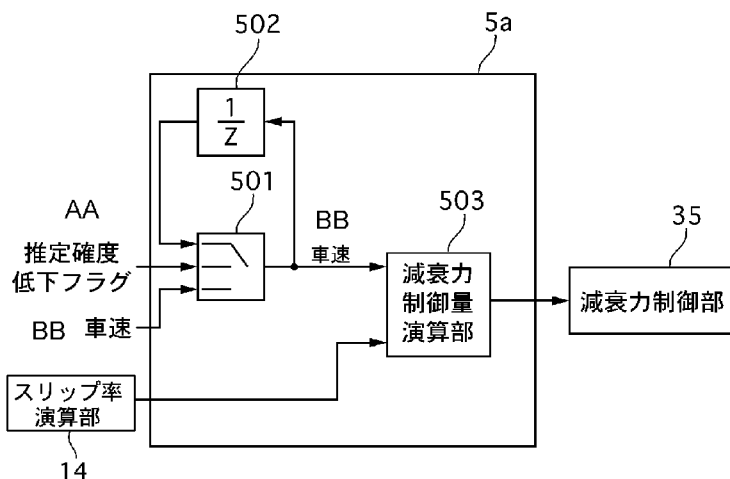 502
5a
1
Z
501
503
35
AA
推定確度
低下フラグ
BB 車速
BB
車速
減衰力
制御量
演算部
減衰力制御部
スリップ率
演算部
14